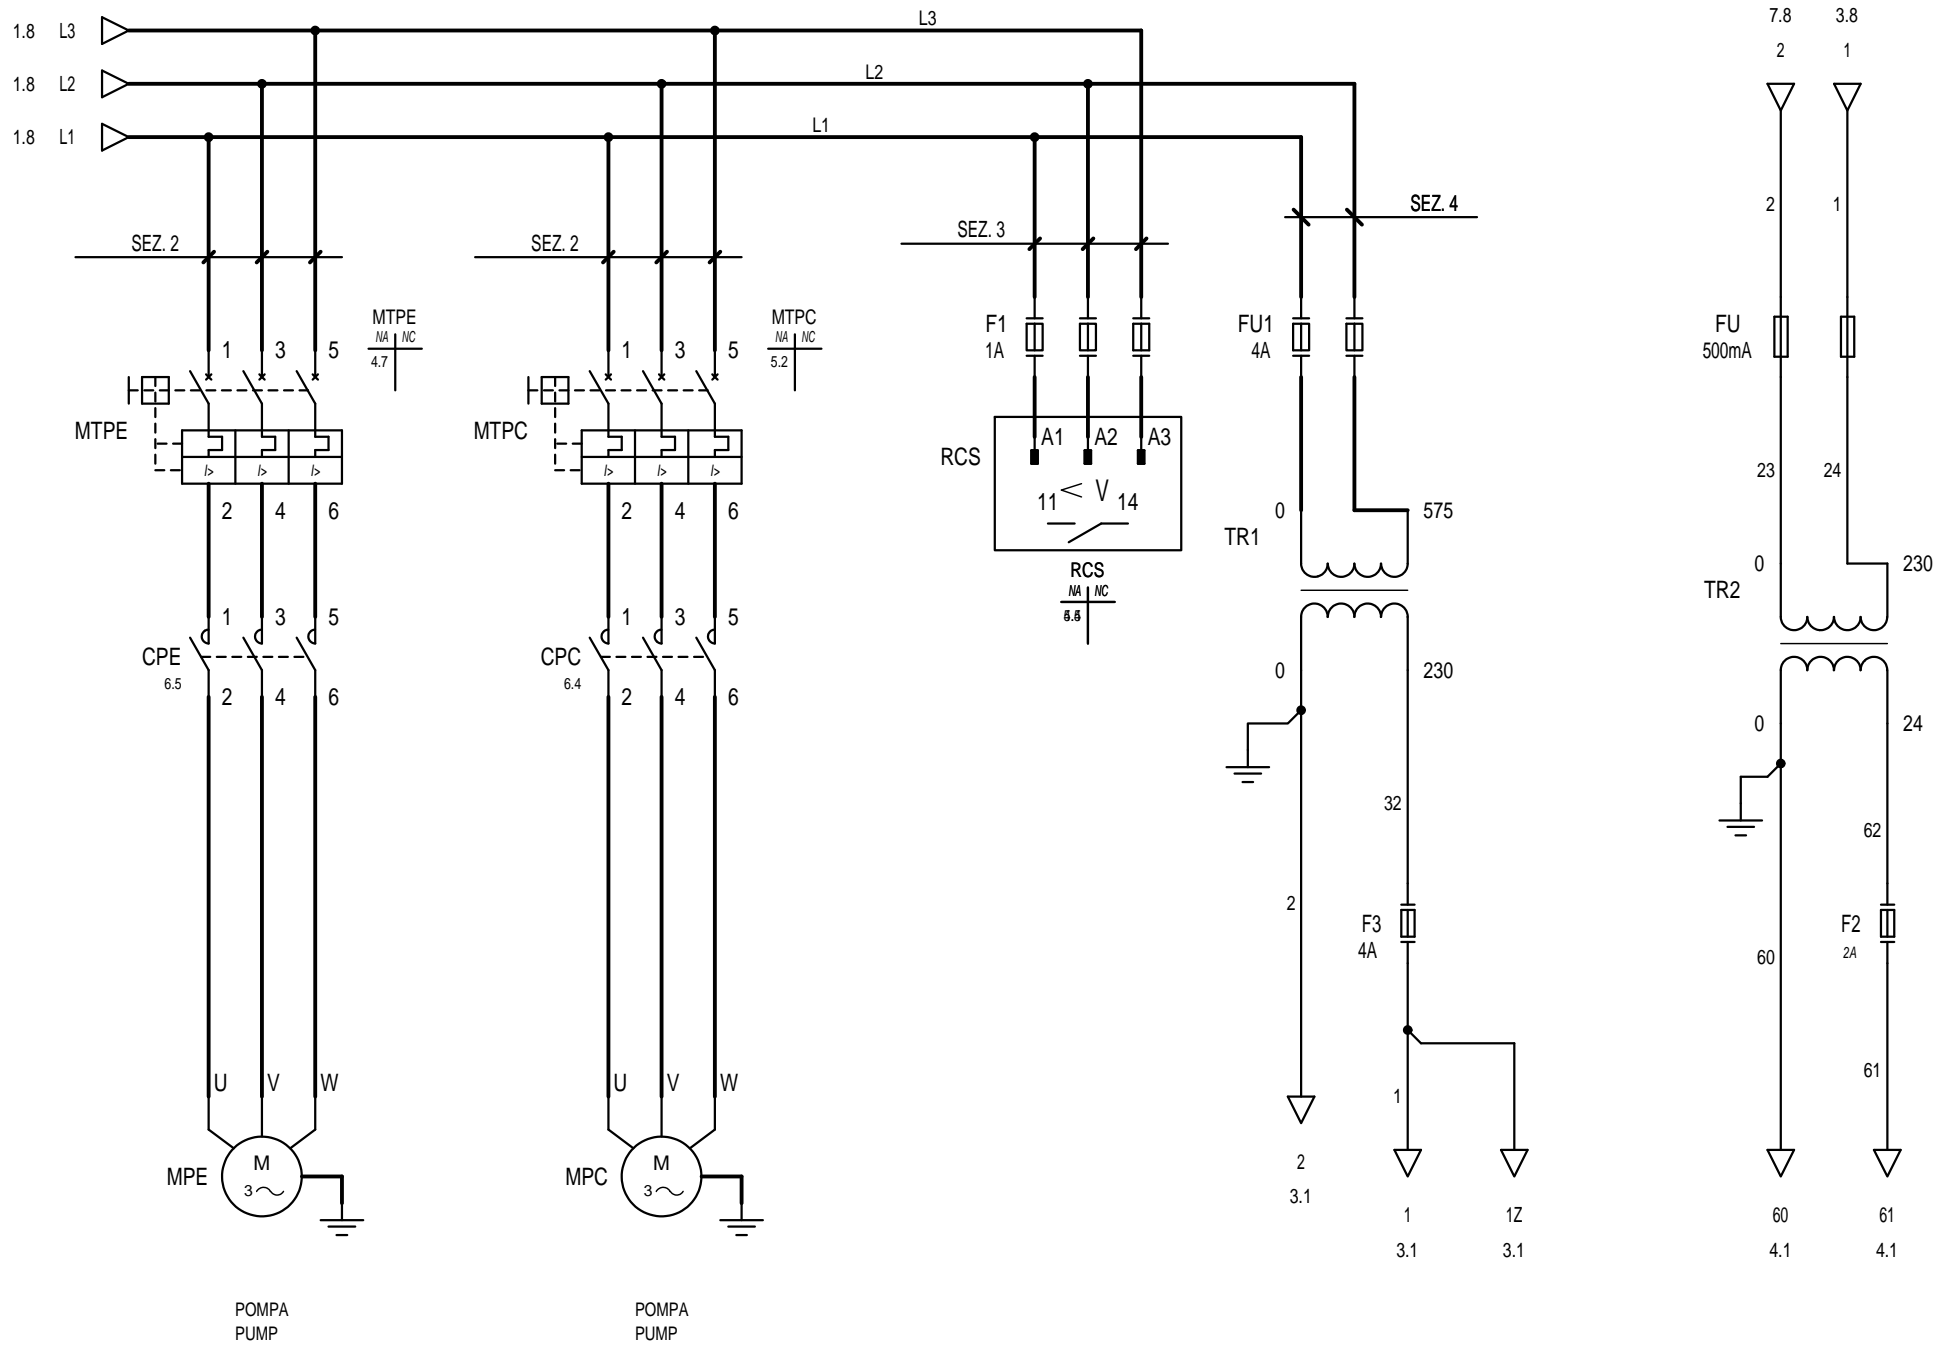 1.8 L3
L3
1.8 L2
L2
1.8 L1
L1
7.8 3.8
2 1
SEZ. 2
SEZ. 2
SEZ. 3
SEZ. 4
2 1
MTPE
NA NC
4.7
MTPC
NA NC
5.2
F1
1A
FU1
4A
FU
500mA
1 3 5
1 3 5
MTPE
I> I> I>
MTPC
I> I> I>
2 4 6
2 4 6
RCS
A1 A2 A3
11 < V 14
RCS
NA NC
0 575
TR1
0 230
23 24
0 230
TR2
0 24
1 3 5
CPE
6.5
2 4 6
1 3 5
CPC
6.4
2 4 6
32
2
F3
4A
1
62
60
F2
2A
61
U V W
U V W
MPE
M
3
MPC
M
3
2
3.1
1
3.1
1Z
3.1
60
4.1
61
4.1
POMPA
PUMP
POMPA
PUMP